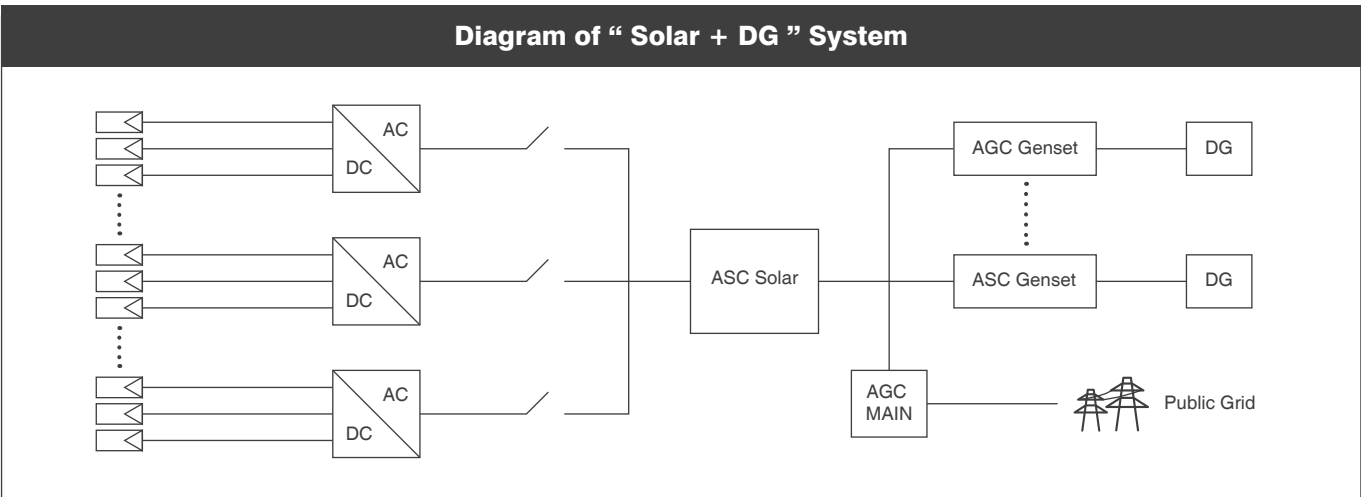 Diagram of “ Solar + DG ” System
AC
DC
AC
DC
AC
DC
ASC Solar
AGC Genset
DG
ASC Genset
DG
AGC
MAIN
Public Grid